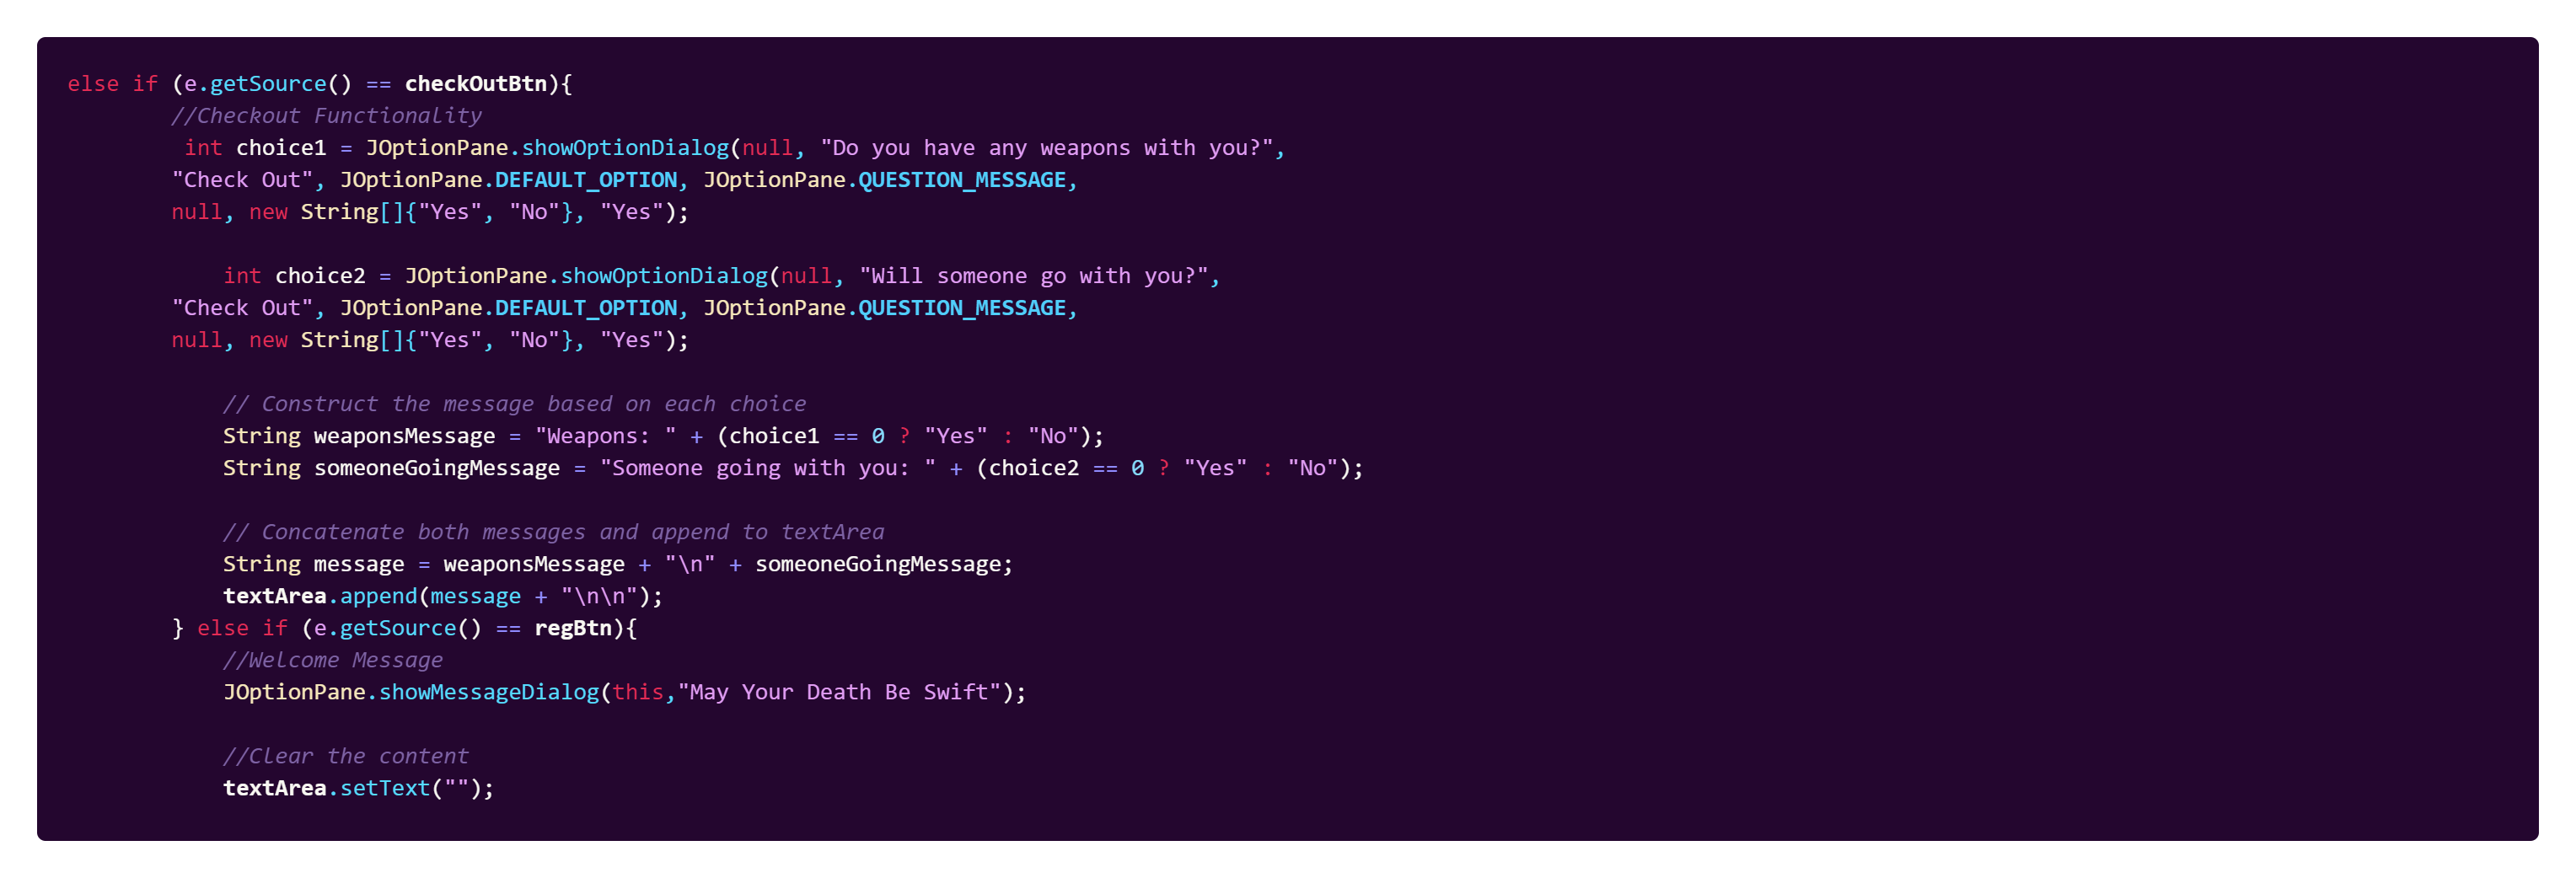 else if (e.getSource() == checkOutBtn){
        //Checkout Functionality
         int choice1 = JOptionPane.showOptionDialog(null, "Do you have any weapons with you?",
        "Check Out", JOptionPane.DEFAULT_OPTION, JOptionPane.QUESTION_MESSAGE,
        null, new String[]{"Yes", "No"}, "Yes");

            int choice2 = JOptionPane.showOptionDialog(null, "Will someone go with you?",
        "Check Out", JOptionPane.DEFAULT_OPTION, JOptionPane.QUESTION_MESSAGE,
        null, new String[]{"Yes", "No"}, "Yes");

            // Construct the message based on each choice
            String weaponsMessage = "Weapons: " + (choice1 == 0 ? "Yes" : "No");
            String someoneGoingMessage = "Someone going with you: " + (choice2 == 0 ? "Yes" : "No");

            // Concatenate both messages and append to textArea
            String message = weaponsMessage + "\n" + someoneGoingMessage;
            textArea.append(message + "\n\n");
        } else if (e.getSource() == regBtn){
            //Welcome Message
            JOptionPane.showMessageDialog(this,"May Your Death Be Swift");

            //Clear the content
            textArea.setText("");